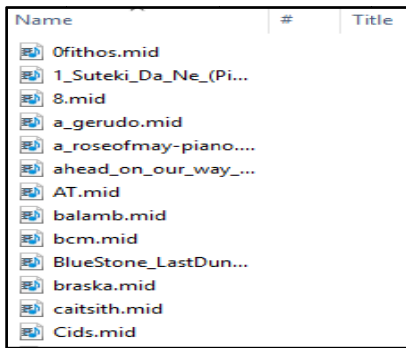 Name # Title
0fithos.mid
1_Suteki_Da_Ne_(Pi...
8.mid
a_gerudo.mid
a_roseofmay-piano....
ahead_on_our_way_...
AT.mid
balamb.mid
bcm.mid
BlueStone_LastDun...
braska.mid
caitsith.mid
Cids.mid